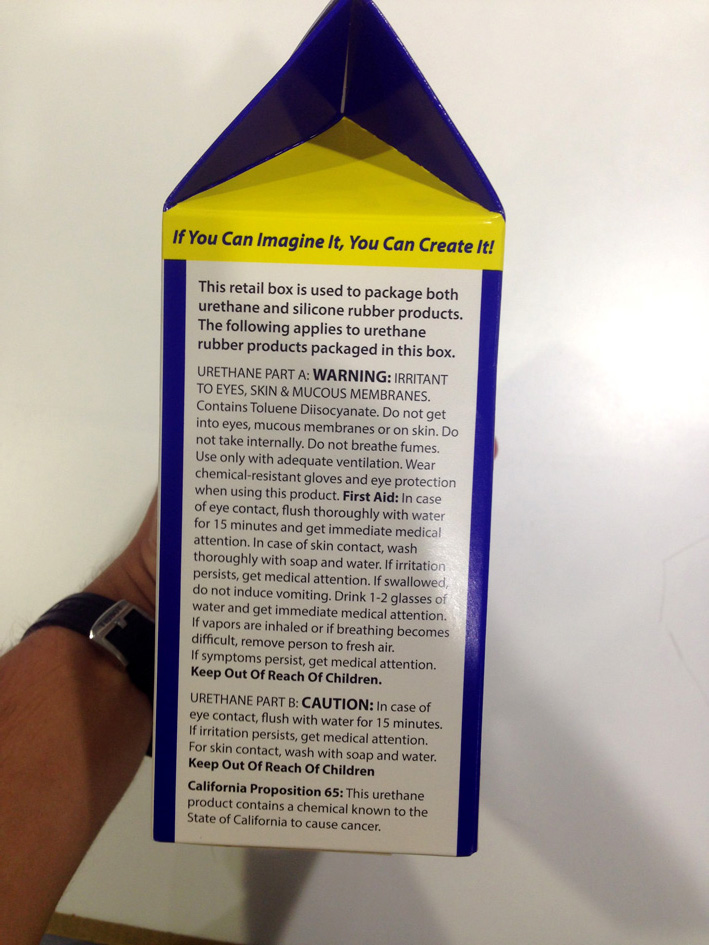 If You Can Imagine It, You Can Create It!
This retail box is used to package both
urethane and silicone rubber products.
The following applies to urethane
rubber products packaged in this box.
URETHANE PART A: WARNING: IRRITANT
TO EYES, SKIN & MUCOUS MEMBRANES.
Contains Toluene Diisocyanate. Do not get
into eyes, mucous membranes or on skin. Do
not take internally. Do not breathe fumes.
Use only with adequate ventilation. Wear
chemical-resistant gloves and eye protection
when using this product. First Aid: In case
of eye contact, flush thoroughly with water
for 15 minutes and get immediate medical
attention. In case of skin contact, wash
thoroughly with soap and water. If irritation
persists, get medical attention. If swallowed,
do not induce vomiting. Drink 1-2 glasses of
water and get immediate medical attention.
If vapors are inhaled or if breathing becomes
difficult, remove person to fresh air.
If symptoms persist, get medical attention.
Keep Out Of Reach Of Children.
URETHANE PART B: CAUTION: In case of
eye contact, flush with water for 15 minutes.
If irritation persists, get medical attention.
For skin contact, wash with soap and water.
Keep Out Of Reach Of Children
California Proposition 65: This urethane
product contains a chemical known to the
State of California to cause cancer.